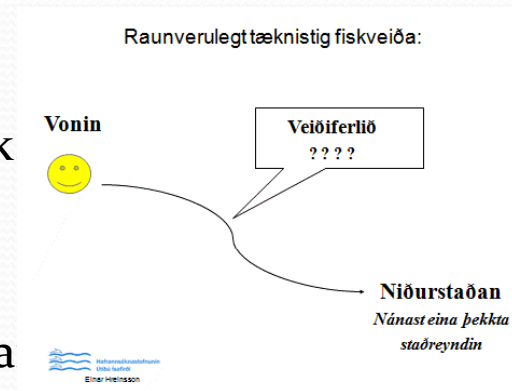 Raunverulegt tæknistig fiskveiða:
Vonin
k
Veiðiferlið
? ? ? ?
Niðurstaðan
Nánast eina þekkta
staðreyndin
a
Hafrannsóknastofnunin
Útibú Ísafirði
Einar Hreinsson